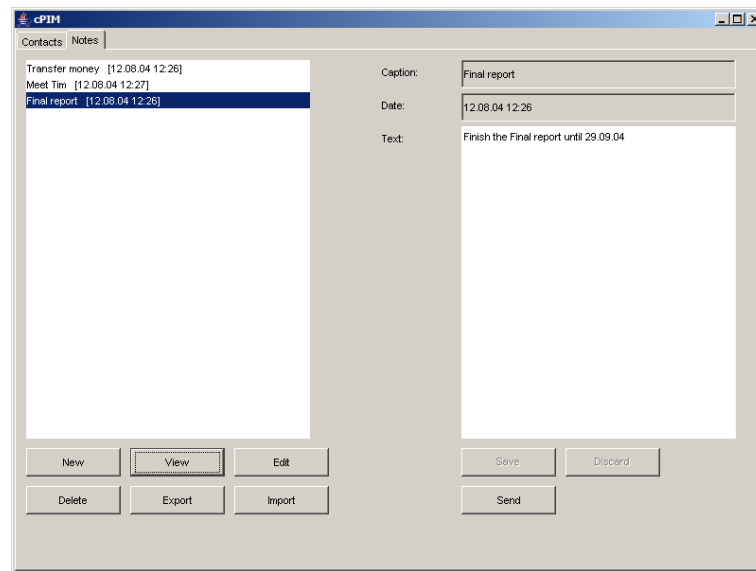 cPIM
Contacts Notes
Transfer money [12.08.04 12:26]
Meet Tim [12.08.04 12:27]
Final report [12.08.04 12:26]
Caption: Final report
Date: 12.08.04 12:26
Text: Finish the Final report until 29.09.04
New View Edit Save Discard
Delete Export Import Send